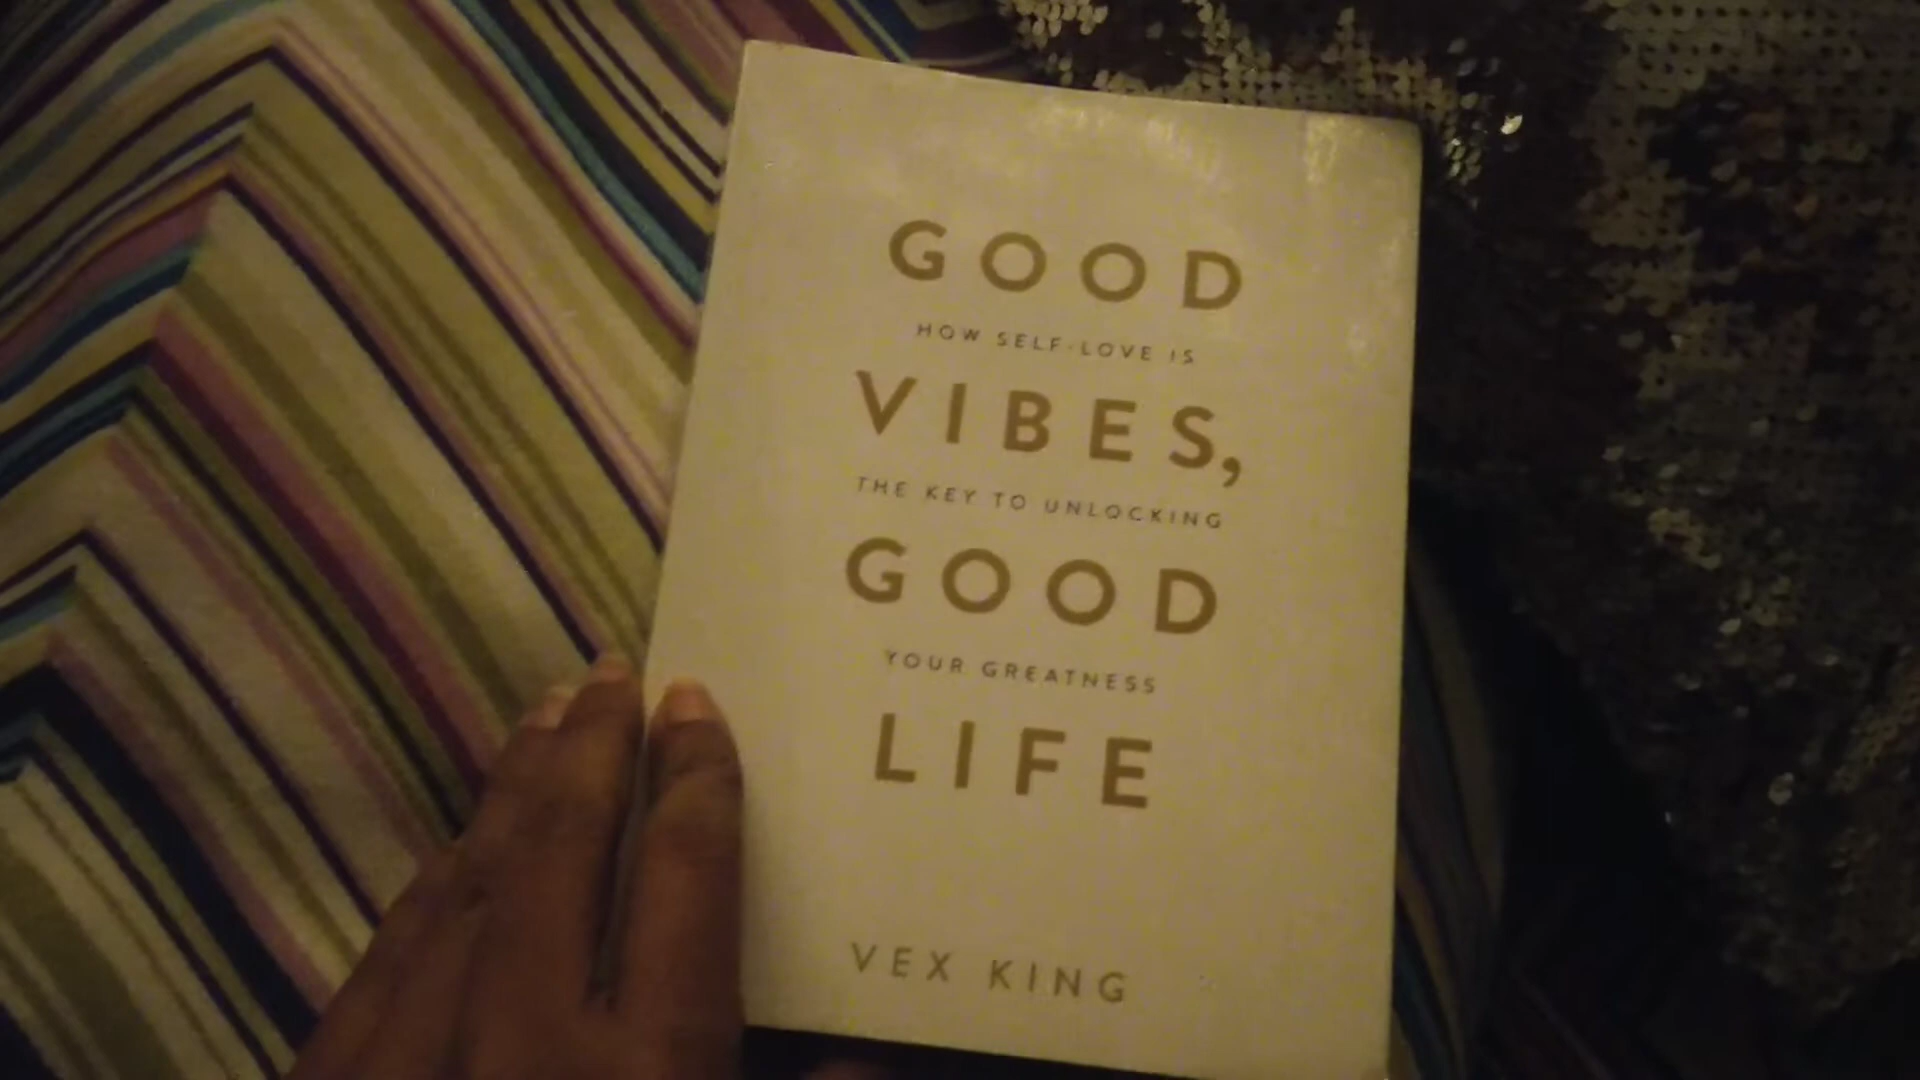 GOOD
HOW SELF-LOVE IS
VIBES,
THE KEY TO UNLOCKING
GOOD
YOUR GREATNESS
LIFE
VEX KING